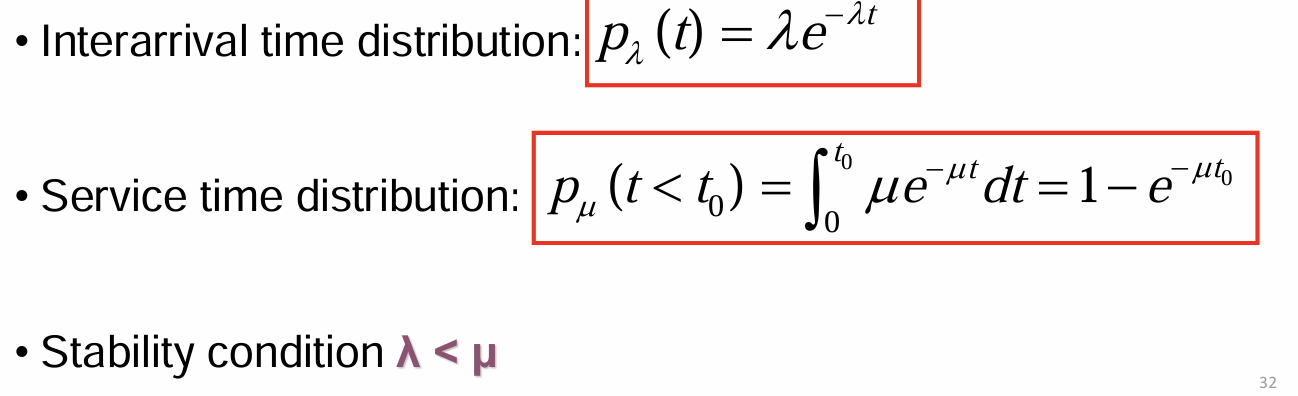 • Interarrival time distribution: pλ (t) = λe^{−λt}
• Service time distribution: pμ (t < t₀) = ∫₀^{t₀} μe^{−μt} dt = 1 − e^{−μt₀}
• Stability condition λ < μ
32